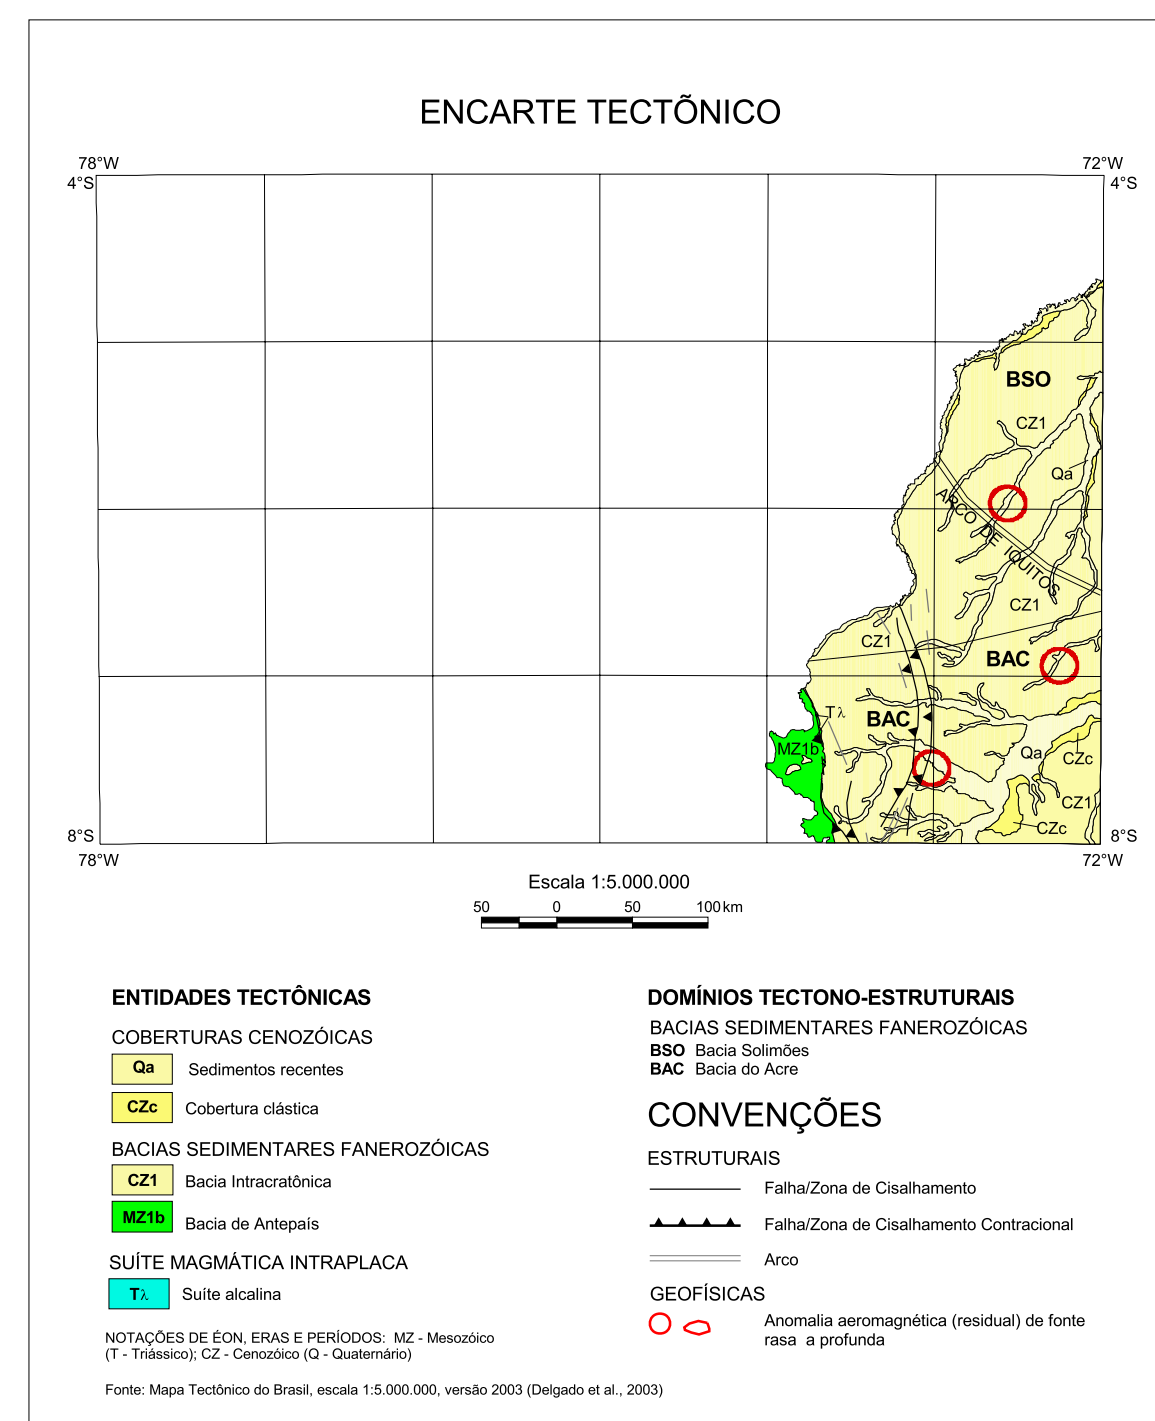 ENCARTE TECTÕNICO
78°W
72°W
4°S
4°S
BSO
CZ1
Qa
ARCO DE IQUITOS
CZ1
CZ1
BAC
Tλ
BAC
MZ1b
Qa
CZc
CZ1
CZc
8°S
8°S
78°W
72°W
Escala 1:5.000.000
50 0 50 100 km
ENTIDADES TECTÔNICAS
COBERTURAS CENOZÓICAS
Qa Sedimentos recentes
CZc Cobertura clástica
BACIAS SEDIMENTARES FANEROZÓICAS
CZ1 Bacia Intracratônica
MZ1b Bacia de Antepaís
SUÍTE MAGMÁTICA INTRAPLACA
Tλ Suíte alcalina
NOTAÇÕES DE ÉON, ERAS E PERÍODOS: MZ - Mesozóico
(T - Triássico); CZ - Cenozóico (Q - Quaternário)
Fonte: Mapa Tectônico do Brasil, escala 1:5.000.000, versão 2003 (Delgado et al., 2003)
DOMÍNIOS TECTONO-ESTRUTURAIS
BACIAS SEDIMENTARES FANEROZÓICAS
BSO Bacia Solimões
BAC Bacia do Acre
CONVENÇÕES
ESTRUTURAIS
Falha/Zona de Cisalhamento
Falha/Zona de Cisalhamento Contracional
Arco
GEOFÍSICAS
Anomalia aeromagnética (residual) de fonte
rasa a profunda